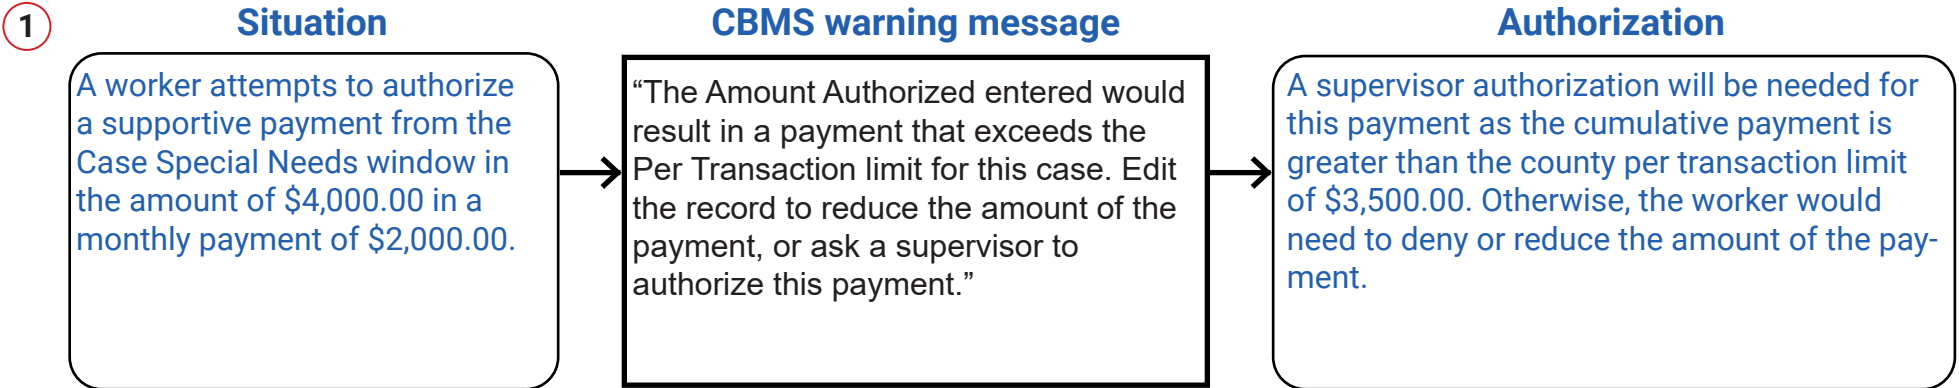 1
Situation
A worker attempts to authorize
a supportive payment from the
Case Special Needs window in
the amount of $4,000.00 in a
monthly payment of $2,000.00.
CBMS warning message
“The Amount Authorized entered would
result in a payment that exceeds the
Per Transaction limit for this case. Edit
the record to reduce the amount of the
payment, or ask a supervisor to
authorize this payment.”
Authorization
A supervisor authorization will be needed for
this payment as the cumulative payment is
greater than the county per transaction limit
of $3,500.00. Otherwise, the worker would
need to deny or reduce the amount of the pay-
ment.